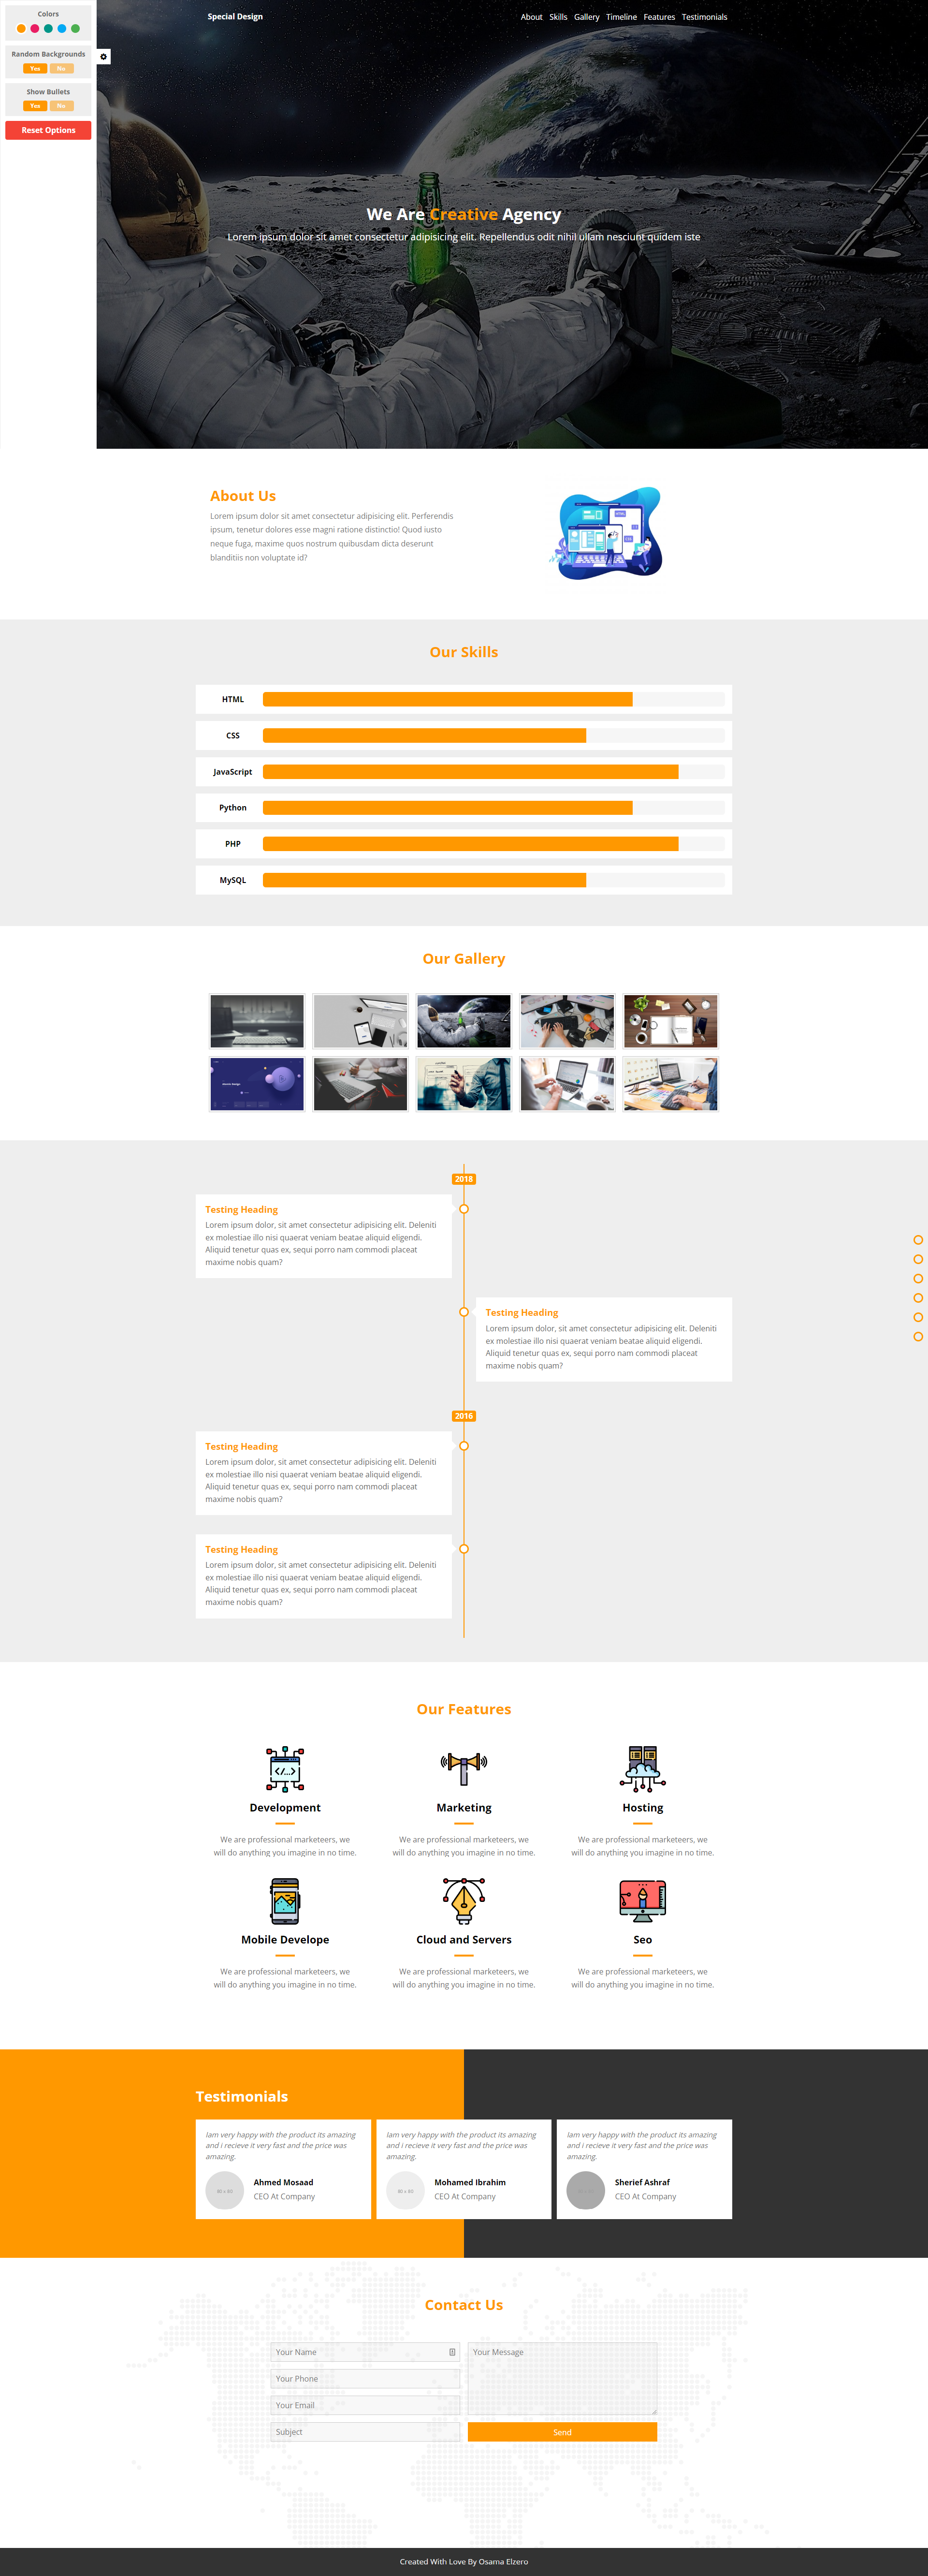 Colors
Random Backgrounds
Yes No
Show Bullets
Yes No
Reset Options
Special Design
About Skills Gallery Timeline Features Testimonials
We Are Creative Agency
Lorem ipsum dolor sit amet consectetur adipisicing elit. Repellendus odit nihil ullam nesciunt quidem iste
About Us
Lorem ipsum dolor sit amet consectetur adipisicing elit. Perferendis
ipsum, tenetur dolores esse magni ratione distinctio! Quod iusto
neque fuga, maxime quos nostrum quibusdam dicta deserunt
blanditiis non voluptate id?
Our Skills
HTML
CSS
JavaScript
Python
PHP
MySQL
Our Gallery
2018
Testing Heading
Lorem ipsum dolor, sit amet consectetur adipisicing elit. Deleniti
ex molestiae illo nisi quaerat veniam beatae aliquid eligendi.
Aliquid tenetur quas ex, sequi porro nam commodi placeat
maxime nobis quam?
Testing Heading
Lorem ipsum dolor, sit amet consectetur adipisicing elit. Deleniti
ex molestiae illo nisi quaerat veniam beatae aliquid eligendi.
Aliquid tenetur quas ex, sequi porro nam commodi placeat
maxime nobis quam?
2016
Testing Heading
Lorem ipsum dolor, sit amet consectetur adipisicing elit. Deleniti
ex molestiae illo nisi quaerat veniam beatae aliquid eligendi.
Aliquid tenetur quas ex, sequi porro nam commodi placeat
maxime nobis quam?
Testing Heading
Lorem ipsum dolor, sit amet consectetur adipisicing elit. Deleniti
ex molestiae illo nisi quaerat veniam beatae aliquid eligendi.
Aliquid tenetur quas ex, sequi porro nam commodi placeat
maxime nobis quam?
Our Features
Development
We are professional marketeers, we
will do anything you imagine in no time.
Marketing
We are professional marketeers, we
will do anything you imagine in no time.
Hosting
We are professional marketeers, we
will do anything you imagine in no time.
Mobile Develope
We are professional marketeers, we
will do anything you imagine in no time.
Cloud and Servers
We are professional marketeers, we
will do anything you imagine in no time.
Seo
We are professional marketeers, we
will do anything you imagine in no time.
Testimonials
Iam very happy with the product its amazing
and i recieve it very fast and the price was
amazing.
80 x 80
Ahmed Mosaad
CEO At Company
Iam very happy with the product its amazing
and i recieve it very fast and the price was
amazing.
80 x 80
Mohamed Ibrahim
CEO At Company
Iam very happy with the product its amazing
and i recieve it very fast and the price was
amazing.
Sherief Ashraf
CEO At Company
Contact Us
Your Name
Your Phone
Your Email
Subject
Your Message
Send
Created With Love By Osama Elzero